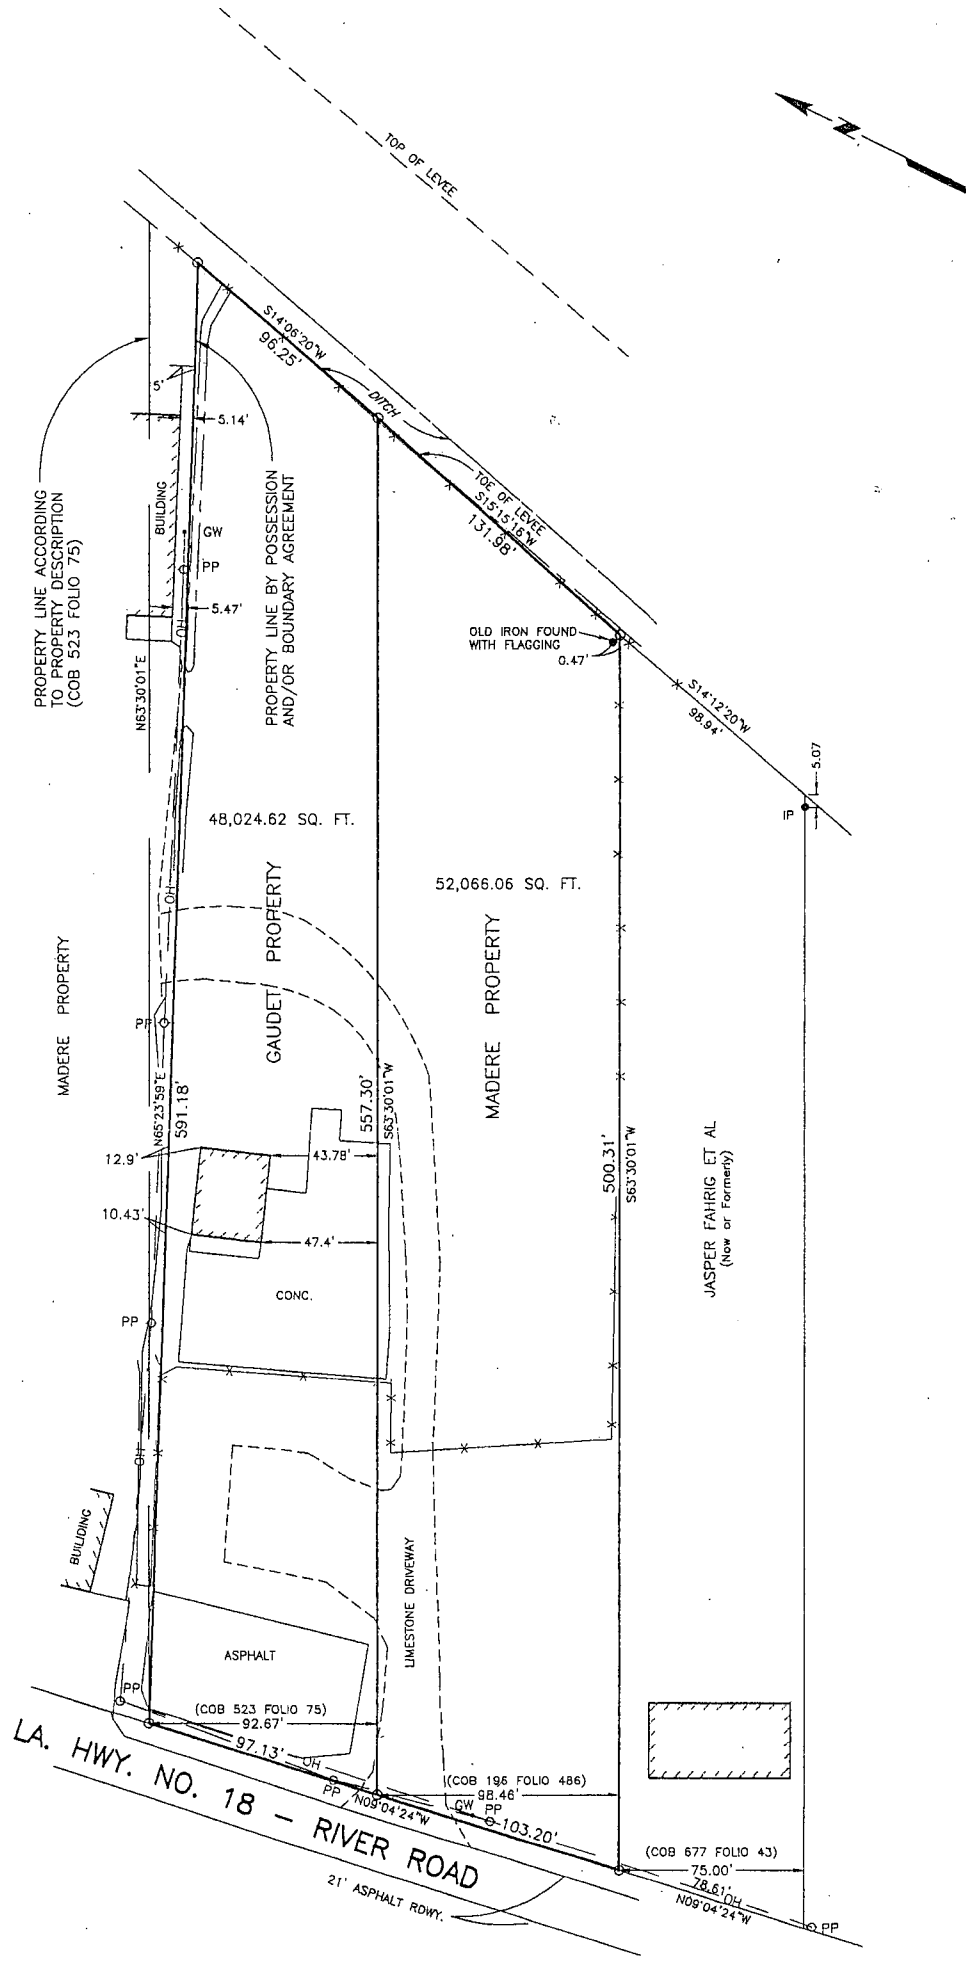 TOP OF LEVEE
N
S14°06'20"W
96.25'
DITCH
5'
5.14'
TOE OF LEVEE
S15°15'16"W
131.98'
PROPERTY LINE ACCORDING
TO PROPERTY DESCRIPTION
(COB 523 FOLIO 75)
BUILDING
GW
PP
PROPERTY LINE BY POSSESSION
AND/OR BOUNDARY AGREEMENT
5.47'
OH
N63°30'01"E
OLD IRON FOUND
WITH FLAGGING
0.47'
S14°12'20"W
98.94'
5.07
IP
48,024.62 SQ. FT.
52,066.06 SQ. FT.
OH
MADERE PROPERTY
GAUDET PROPERTY
MADERE PROPERTY
PP
N65°23'59"E
591.18'
557.30'
S63°30'01"W
500.31'
S63°30'01"W
JASPER FAHRIG ET AL
(Now or Formerly)
12.9'
43.78'
10.43'
47.4'
CONC.
PP
OH
BUILIDING
LIMESTONE DRIVEWAY
ASPHALT
PP
(COB 523 FOLIO 75)
92.67'
97.13'
OH
PP
N09°04'24"W
(COB 196 FOLIO 486)
98.46'
GW
PP
103.20'
(COB 677 FOLIO 43)
75.00'
78.61'
OH
N09°04'24"W
PP
LA. HWY. NO. 18 - RIVER ROAD
21' ASPHALT RDWY.